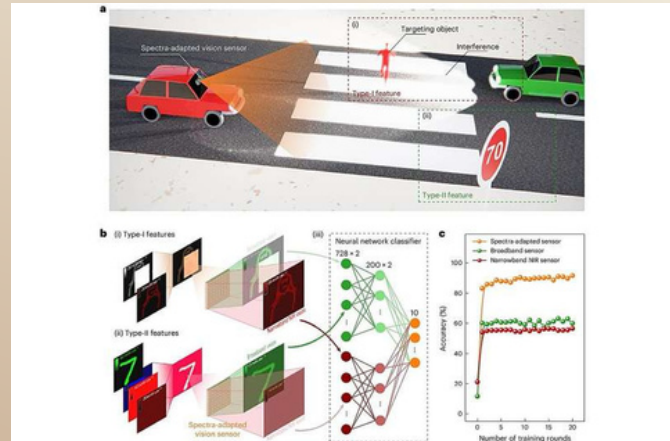 a
Spectra-adapted vision sensor
(i)
Targeting object
Interference
Type-I feature
(ii)
70
Type-II feature
b
(i) Type-I features
(ii) Type-II features
7
7
Spectra-adapted
vision sensor
(iii)
Neural network classifier
728 × 2
200 × 2
10
c
Spectra-adapted sensor
Broadband sensor
Narrowband NIR sensor
Accuracy (%)
100
80
60
40
20
0
0
5
10
15
20
Number of training rounds